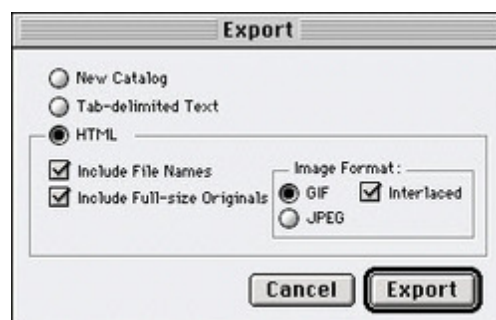 Export
New Catalog
Tab-delimited Text
HTML
Include File Names
Include Full-size Originals
Image Format:
GIF
Interlaced
JPEG
Cancel
Export